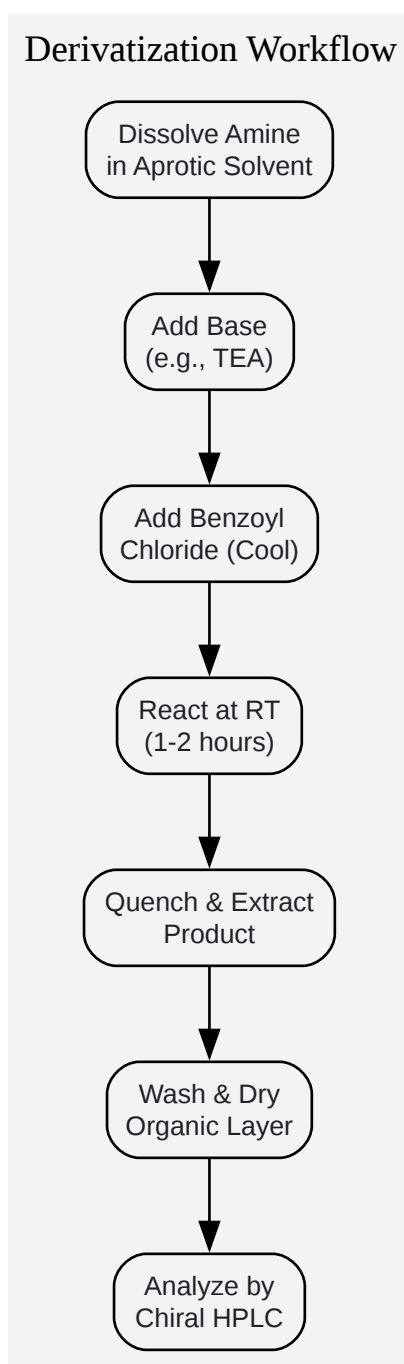 Derivatization Workflow
Dissolve Amine
in Aprotic Solvent
Add Base
(e.g., TEA)
Add Benzoyl
Chloride (Cool)
React at RT
(1-2 hours)
Quench & Extract
Product
Wash & Dry
Organic Layer
Analyze by
Chiral HPLC